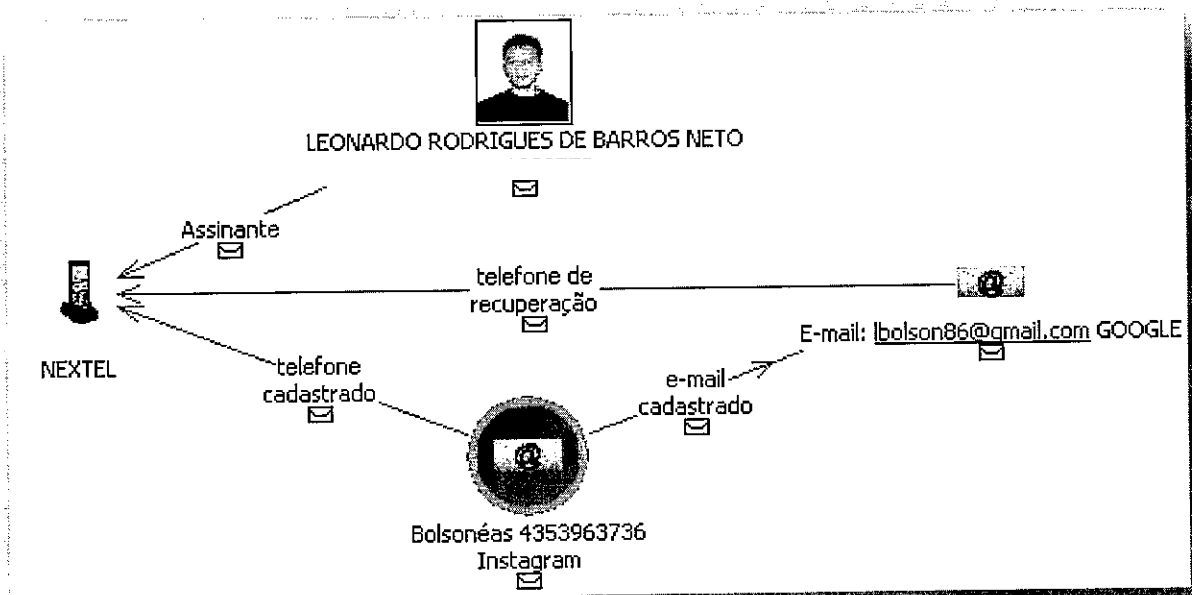 LEONARDO RODRIGUES DE BARROS NETO
Assinante
telefone de
recuperação
NEXTEL
E-mail: lbolson86@gmail.com GOOGLE
telefone
cadastrado
e-mail
cadastrado
Bolsonéas 4353963736
Instagram